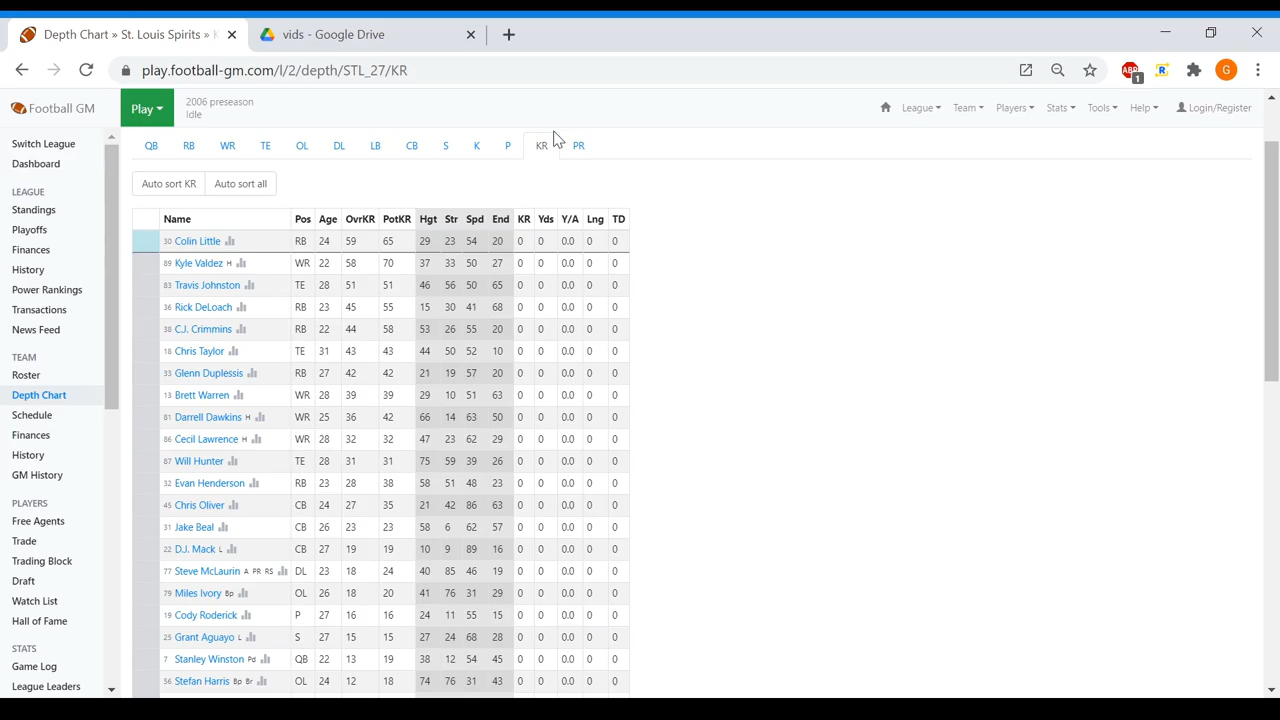 Depth Chart » St. Louis Spirits » K
vids - Google Drive
play.football-gm.com/l/2/depth/STL_27/KR
ABP
1
R
G
Football GM
Play
2006 preseason
Idle
League
Team
Players
Stats
Tools
Help
Login/Register
Switch League
Dashboard
LEAGUE
Standings
Playoffs
Finances
History
Power Rankings
Transactions
News Feed
TEAM
Roster
Depth Chart
Schedule
Finances
History
GM History
PLAYERS
Free Agents
Trade
Trading Block
Draft
Watch List
Hall of Fame
STATS
Game Log
League Leaders
QB RB WR TE OL DL LB CB S K P KR PR
Auto sort KR
Auto sort all
Name Pos Age OvrKR PotKR Hgt Str Spd End KR Yds Y/A Lng TD
30 Colin Little RB 24 59 65 29 23 54 20 0 0 0.0 0 0
89 Kyle Valdez H WR 22 58 70 37 33 50 27 0 0 0.0 0 0
83 Travis Johnston TE 28 51 51 46 56 50 65 0 0 0.0 0 0
36 Rick DeLoach RB 23 45 55 15 30 41 68 0 0 0.0 0 0
38 C.J. Crimmins RB 22 44 58 53 26 55 20 0 0 0.0 0 0
18 Chris Taylor TE 31 43 43 44 50 52 10 0 0 0.0 0 0
33 Glenn Duplessis RB 27 42 42 21 19 57 20 0 0 0.0 0 0
13 Brett Warren WR 28 39 39 29 10 51 63 0 0 0.0 0 0
81 Darrell Dawkins H WR 25 36 42 66 14 63 50 0 0 0.0 0 0
86 Cecil Lawrence H WR 28 32 32 47 23 62 29 0 0 0.0 0 0
87 Will Hunter TE 28 31 31 75 59 39 26 0 0 0.0 0 0
32 Evan Henderson RB 23 28 38 58 51 48 23 0 0 0.0 0 0
45 Chris Oliver CB 24 27 35 21 42 86 63 0 0 0.0 0 0
31 Jake Beal CB 26 23 23 58 6 62 57 0 0 0.0 0 0
22 D.J. Mack L CB 27 19 19 10 9 89 16 0 0 0.0 0 0
77 Steve McLaurin A PR RS DL 23 18 24 40 85 46 19 0 0 0.0 0 0
79 Miles Ivory Bp OL 26 18 20 41 76 31 29 0 0 0.0 0 0
19 Cody Roderick P 27 16 16 24 11 55 15 0 0 0.0 0 0
25 Grant Aguayo L S 27 15 15 27 24 68 28 0 0 0.0 0 0
7 Stanley Winston Pd QB 22 13 19 38 12 54 45 0 0 0.0 0 0
56 Stefan Harris Bp Br OL 24 12 18 74 76 31 43 0 0 0.0 0 0